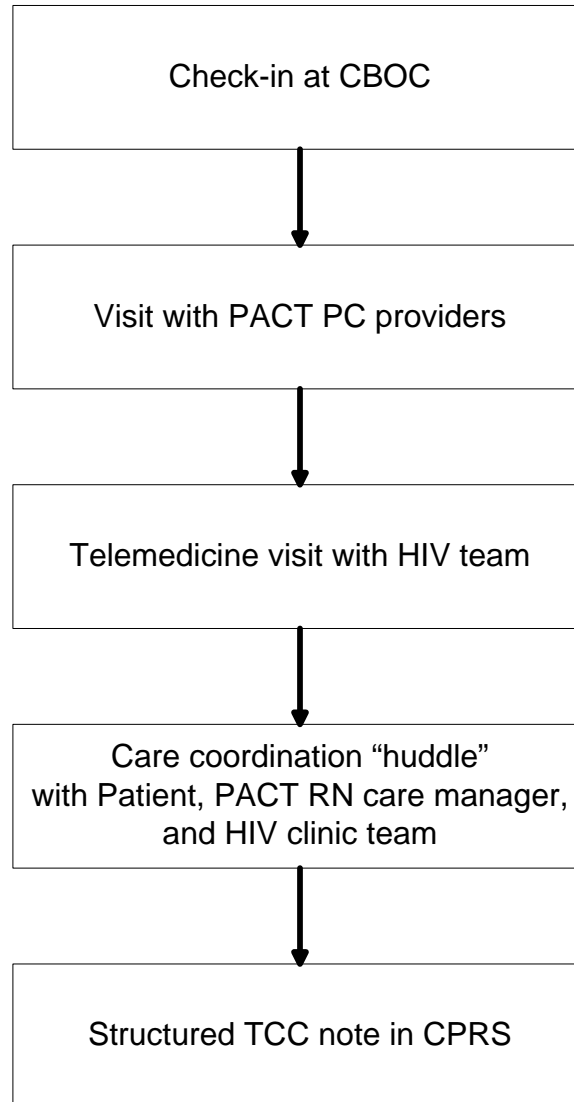 Check-in at CBOC
Visit with PACT PC providers
Telemedicine visit with HIV team
Care coordination “huddle”
with Patient, PACT RN care manager,
and HIV clinic team
Structured TCC note in CPRS